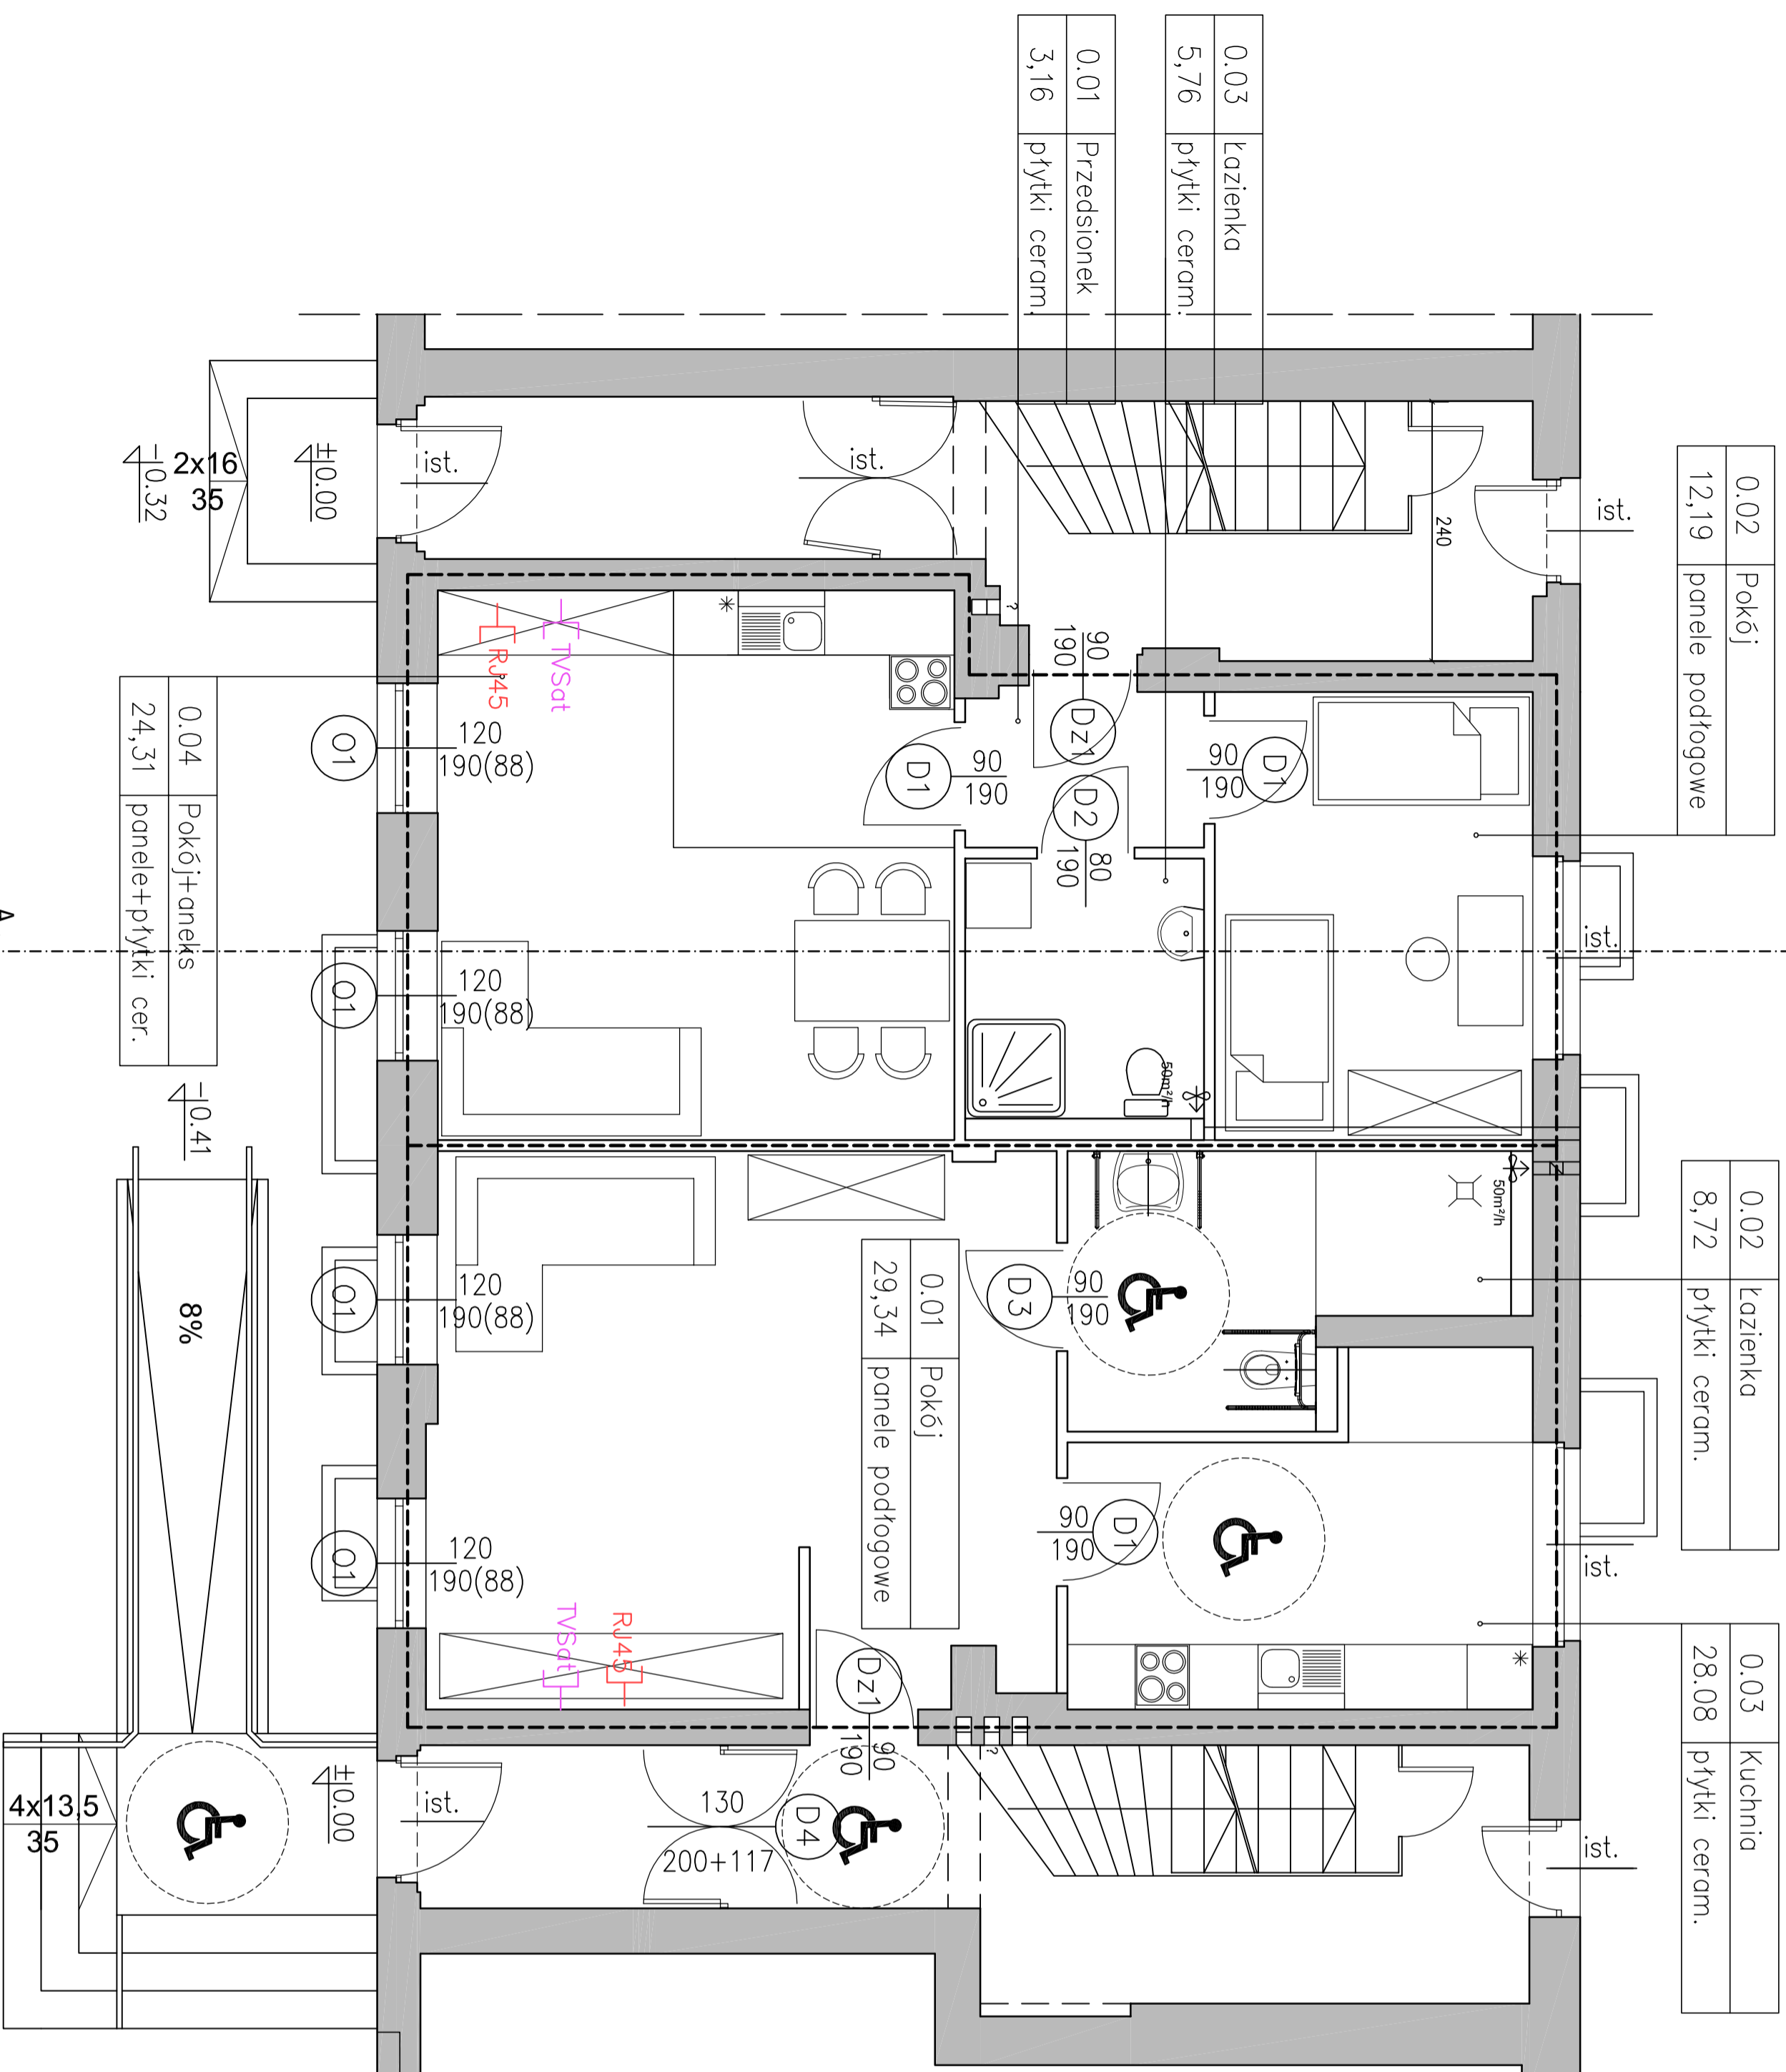 0.03 Łazienka
5,76 płytki ceram.
0.01 Przedsionek
3,16 płytki ceram.
0.02 Pokój
12,19 panele podłogowe
ist.
240
ist.
ist.
±0.00
2x16
35
-0.32
?
90
190
Dz1
TVSat
RJ45
D1
90
190
D2
80
190
D1
90
190
0.04 Pokój+aneks
24,31 panele+płytki cer.
O1
120
190(88)
A
O1
120
190(88)
ist.
50m²/h
-0.41
8%
0.02 Łazienka
8,72 płytki ceram.
50m²/h
O1
120
190(88)
0.01 Pokój
29,34 panele podłogowe
D3
90
190
O1
120
190(88)
D1
90
190
ist.
0.03 Kuchnia
28.08 płytki ceram.
TVSat
RJ45
Dz1
90
190
?
±0.00
ist.
4x13,5
35
130
200+117
D4
ist.